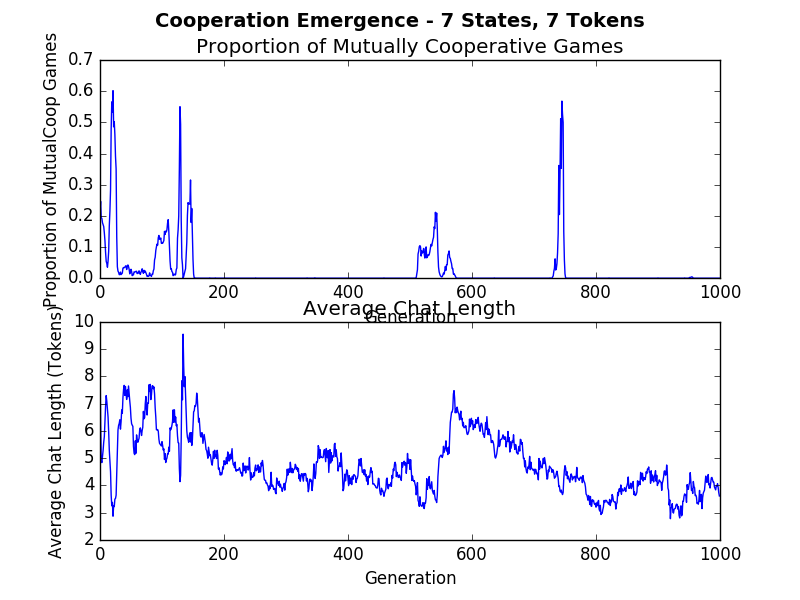 Cooperation Emergence - 7 States, 7 Tokens
Proportion of Mutually Cooperative Games
Proportion of MutualCoop Games
0.7
0.6
0.5
0.4
0.3
0.2
0.1
0.0
0 200 400 600 800 1000
Generation
Average Chat Length
Average Chat Length (Tokens)
10
9
8
7
6
5
4
3
2
0 200 400 600 800 1000
Generation